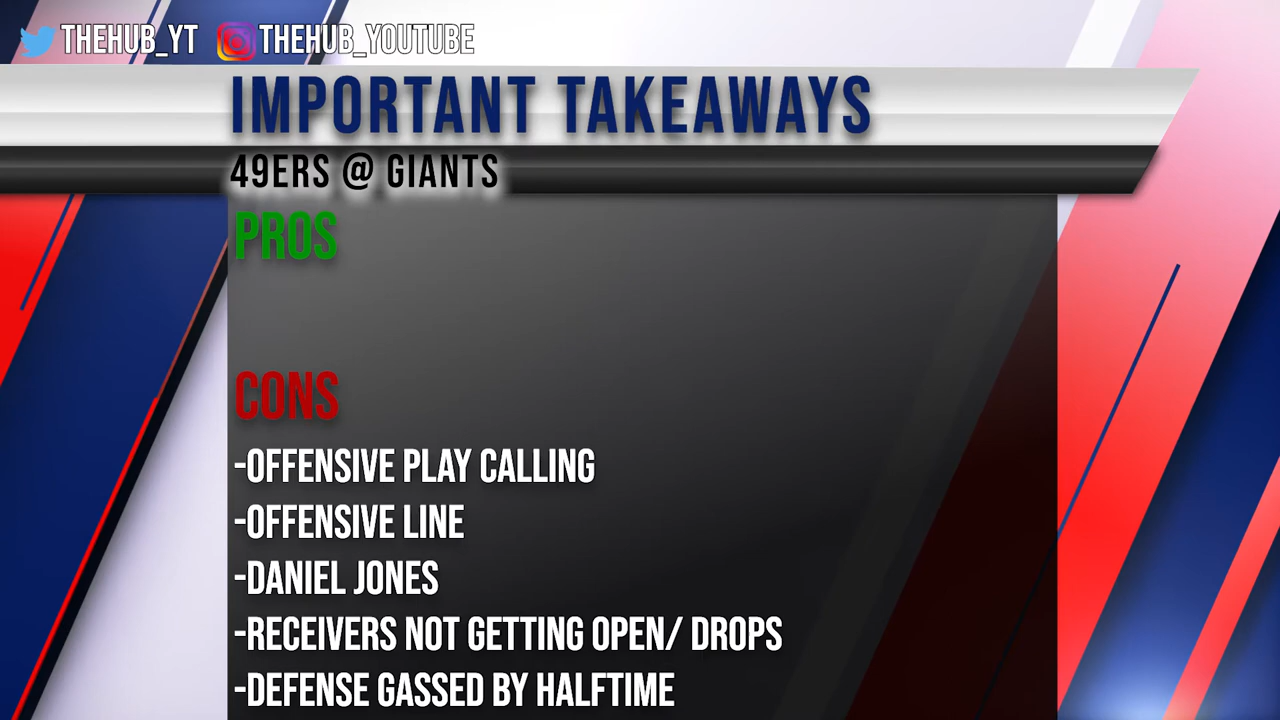 THEHUB_YT THEHUB_YOUTUBE
IMPORTANT TAKEAWAYS
49ERS @ GIANTS
PROS
CONS
-OFFENSIVE PLAY CALLING
-OFFENSIVE LINE
-DANIEL JONES
-RECEIVERS NOT GETTING OPEN/ DROPS
-DEFENSE GASSED BY HALFTIME